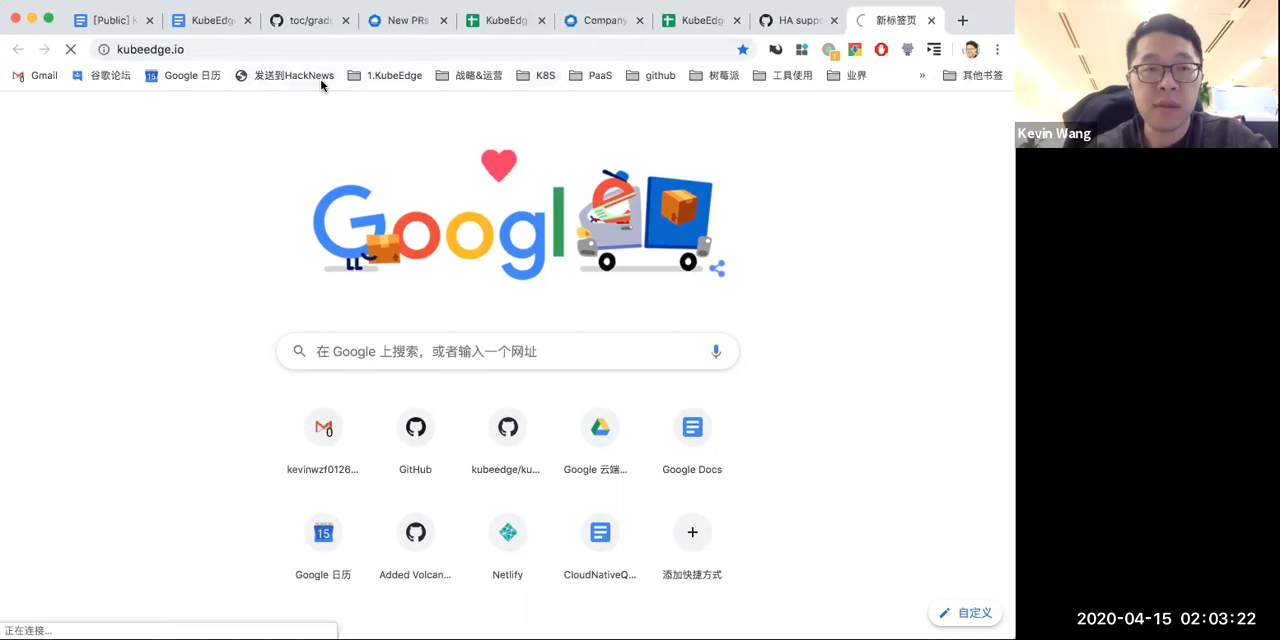 [Public] K
KubeEdge
toc/gradu
New PRs
KubeEdg
Company
KubeEdge
HA suppo
新标签页
kubeedge.io
Gmail
谷歌论坛
Google 日历
发送到HackNews
1.KubeEdge
战略&运营
K8S
PaaS
github
树莓派
工具使用
业界
»
其他书签
Kevin Wang
Google
在 Google 上搜索，或者输入一个网址
kevinwzf0126...
GitHub
kubeedge/ku...
Google 云端...
Google Docs
15
Google 日历
Added Volcan...
Netlify
CloudNativeQ...
添加快捷方式
自定义
正在连接...
2020-04-15 02:03:22